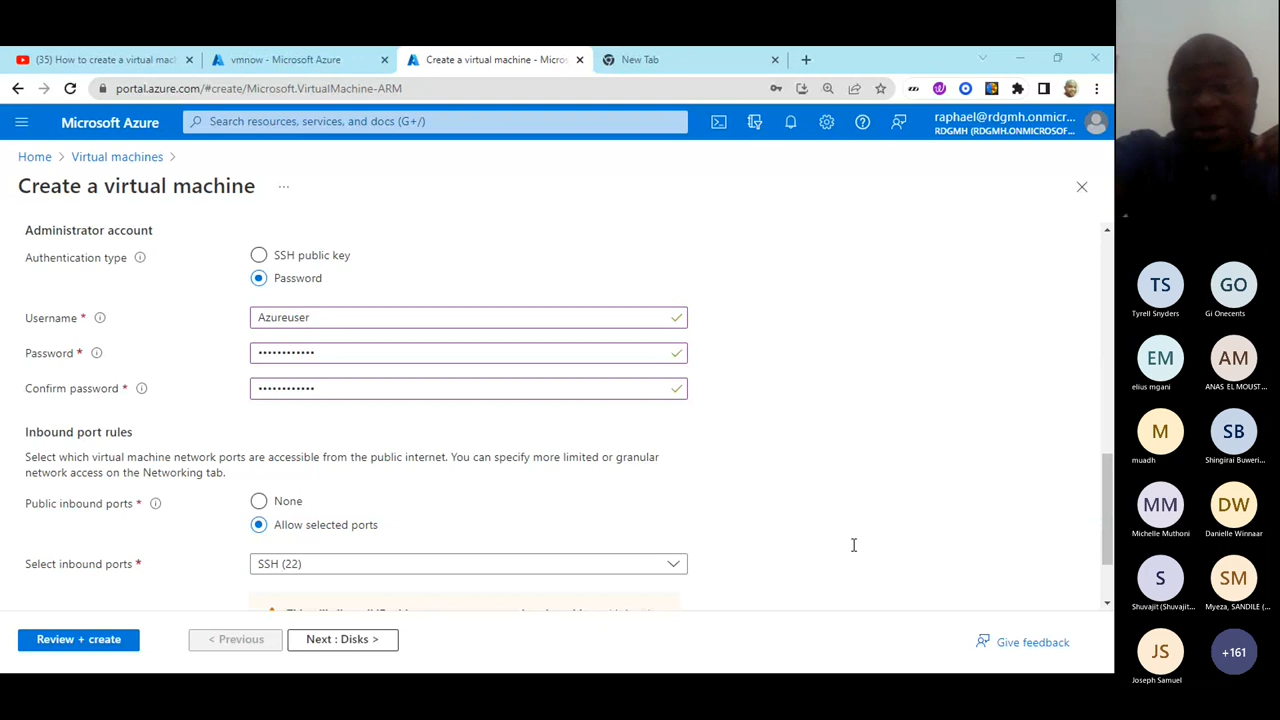 (35) How to create a virtual mac
vmnow - Microsoft Azure
Create a virtual machine - Micros
New Tab
portal.azure.com/#create/Microsoft.VirtualMachine-ARM
Microsoft Azure
Search resources, services, and docs (G+/)
raphael@rdgmh.onmicr...
RDGMH (RDGMH.ONMICROSOF...
Home > Virtual machines >
Create a virtual machine ...
Administrator account
Authentication type
SSH public key
Password
Username *
Azureuser
Password *
••••••••••••
Confirm password *
••••••••••••
Inbound port rules
Select which virtual machine network ports are accessible from the public internet. You can specify more limited or granular
network access on the Networking tab.
Public inbound ports *
None
Allow selected ports
Select inbound ports *
SSH (22)
Review + create
< Previous
Next : Disks >
Give feedback
TS
GO
Tyrell Snyders
Gi Onecents
EM
AM
elius mgani
ANAS EL MOUST...
M
SB
muadh
Shingirai Buweri...
MM
DW
Michelle Muthoni
Danielle Winnaar
S
SM
Shuvajit (Shuvajit...
Myeza, SANDILE (...
JS
+161
Joseph Samuel